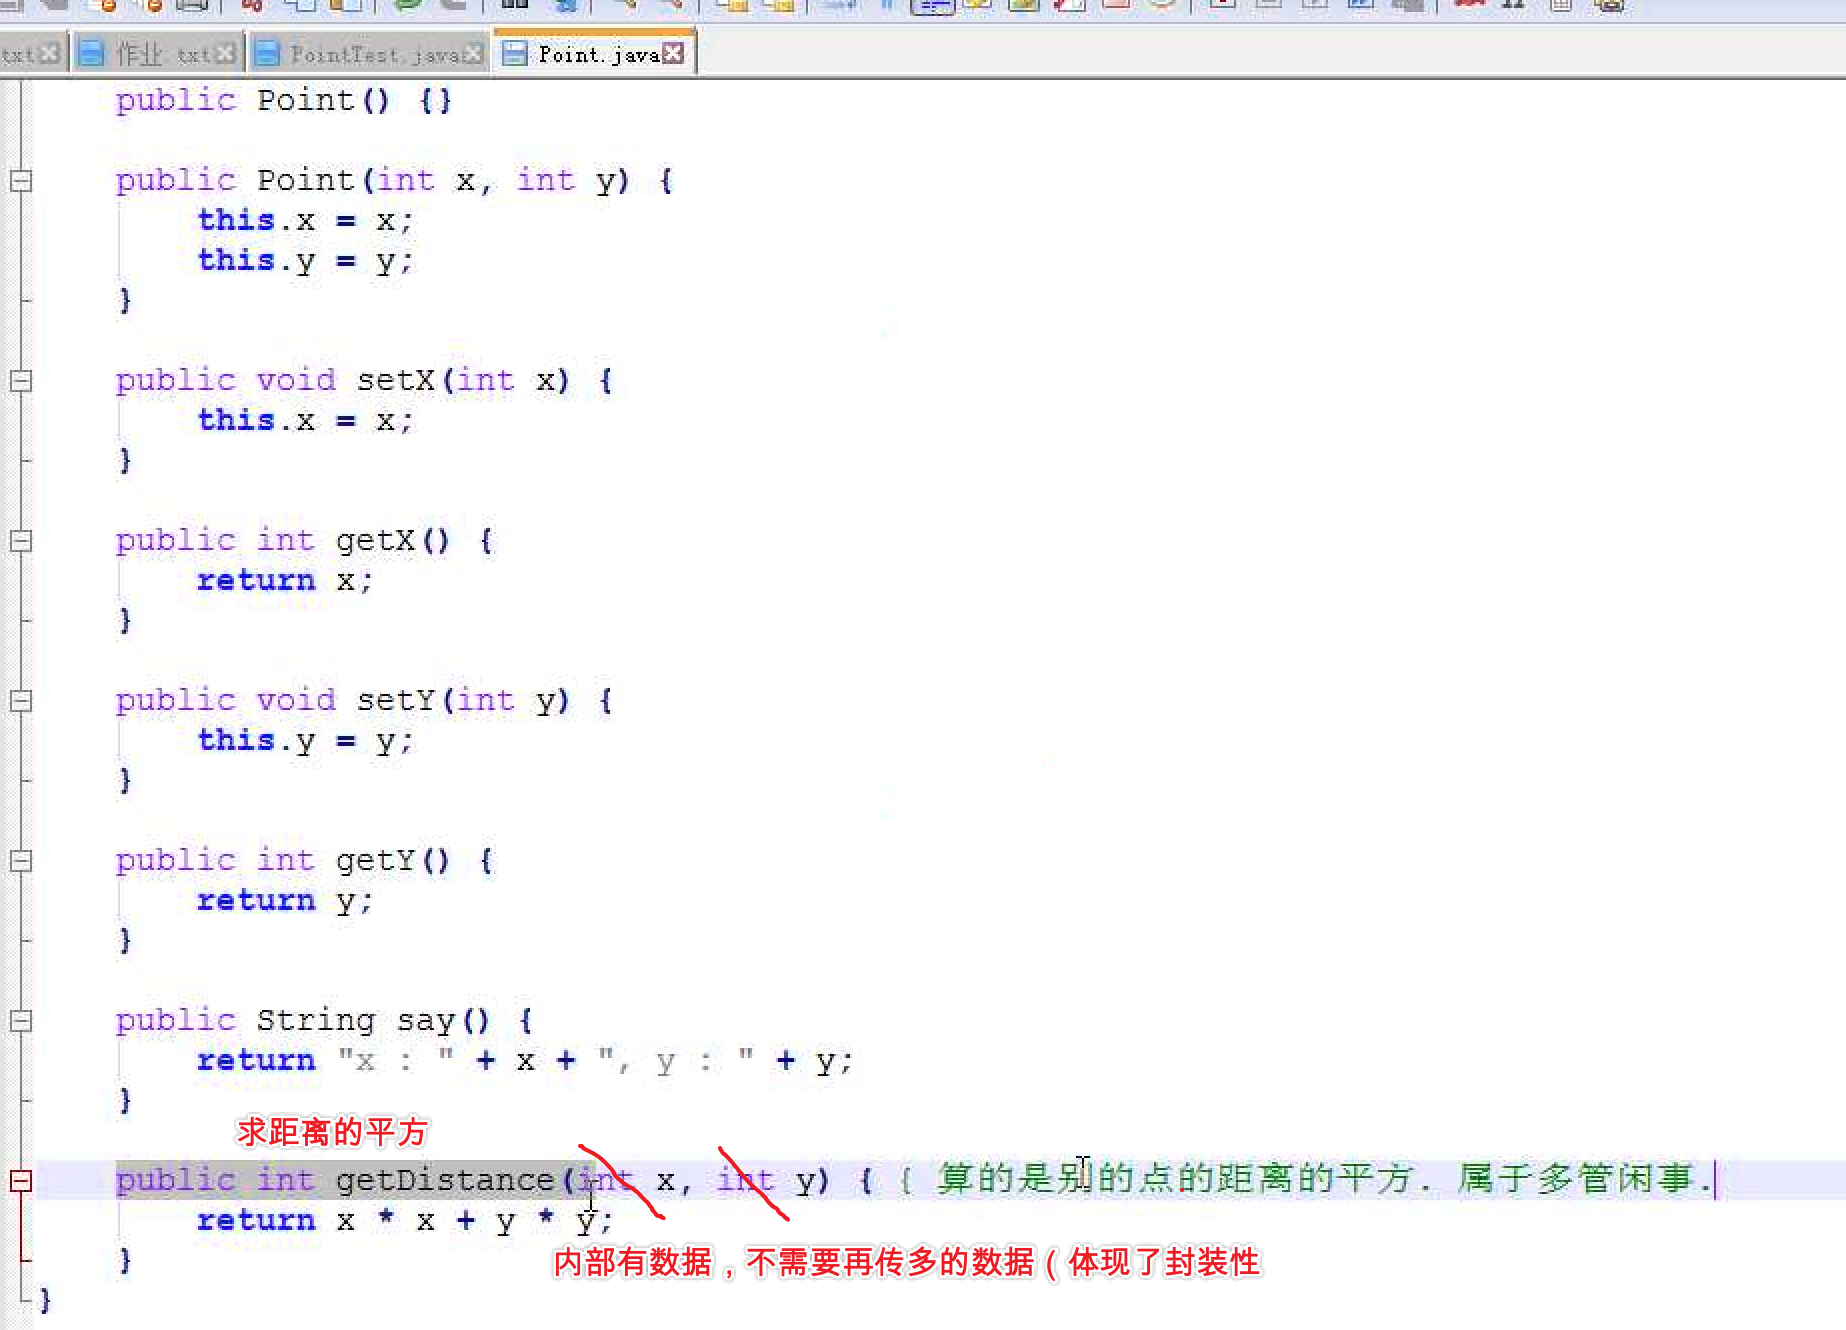 txt 作业.txt PointTest.java Point.java
public Point() {}
public Point(int x, int y) {
this.x = x;
this.y = y;
}
public void setX(int x) {
this.x = x;
}
public int getX() {
return x;
}
public void setY(int y) {
this.y = y;
}
public int getY() {
return y;
}
public String say() {
return "x : " + x + ", y : " + y;
}
求距离的平方
public int getDistance(int x, int y) { { 算的是别的点的距离的平方. 属于多管闲事.
return x * x + y * y;
}
内部有数据，不需要再传多的数据（体现了封装性
}